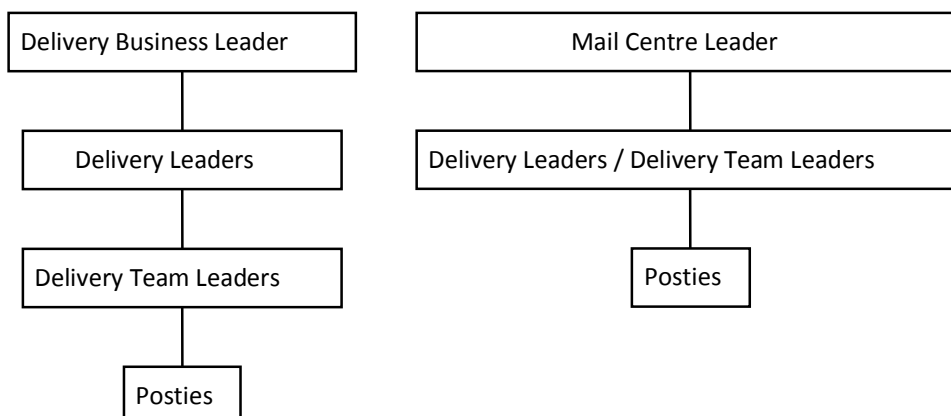 Delivery Business Leader
Delivery Leaders
Delivery Team Leaders
Posties
Mail Centre Leader
Delivery Leaders / Delivery Team Leaders
Posties